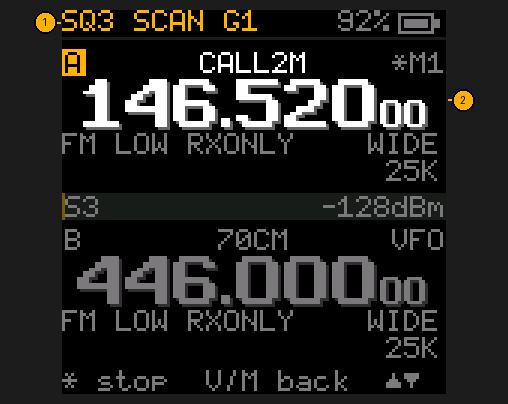 1 SQ3 SCAN G1 92%
A CALL2M *M1
146.52000 2
FM LOW RXONLY WIDE
25K
S3 -128dBm
B 70CM VFO
446.00000
FM LOW RXONLY WIDE
25K
* stop V/M back ▲▼